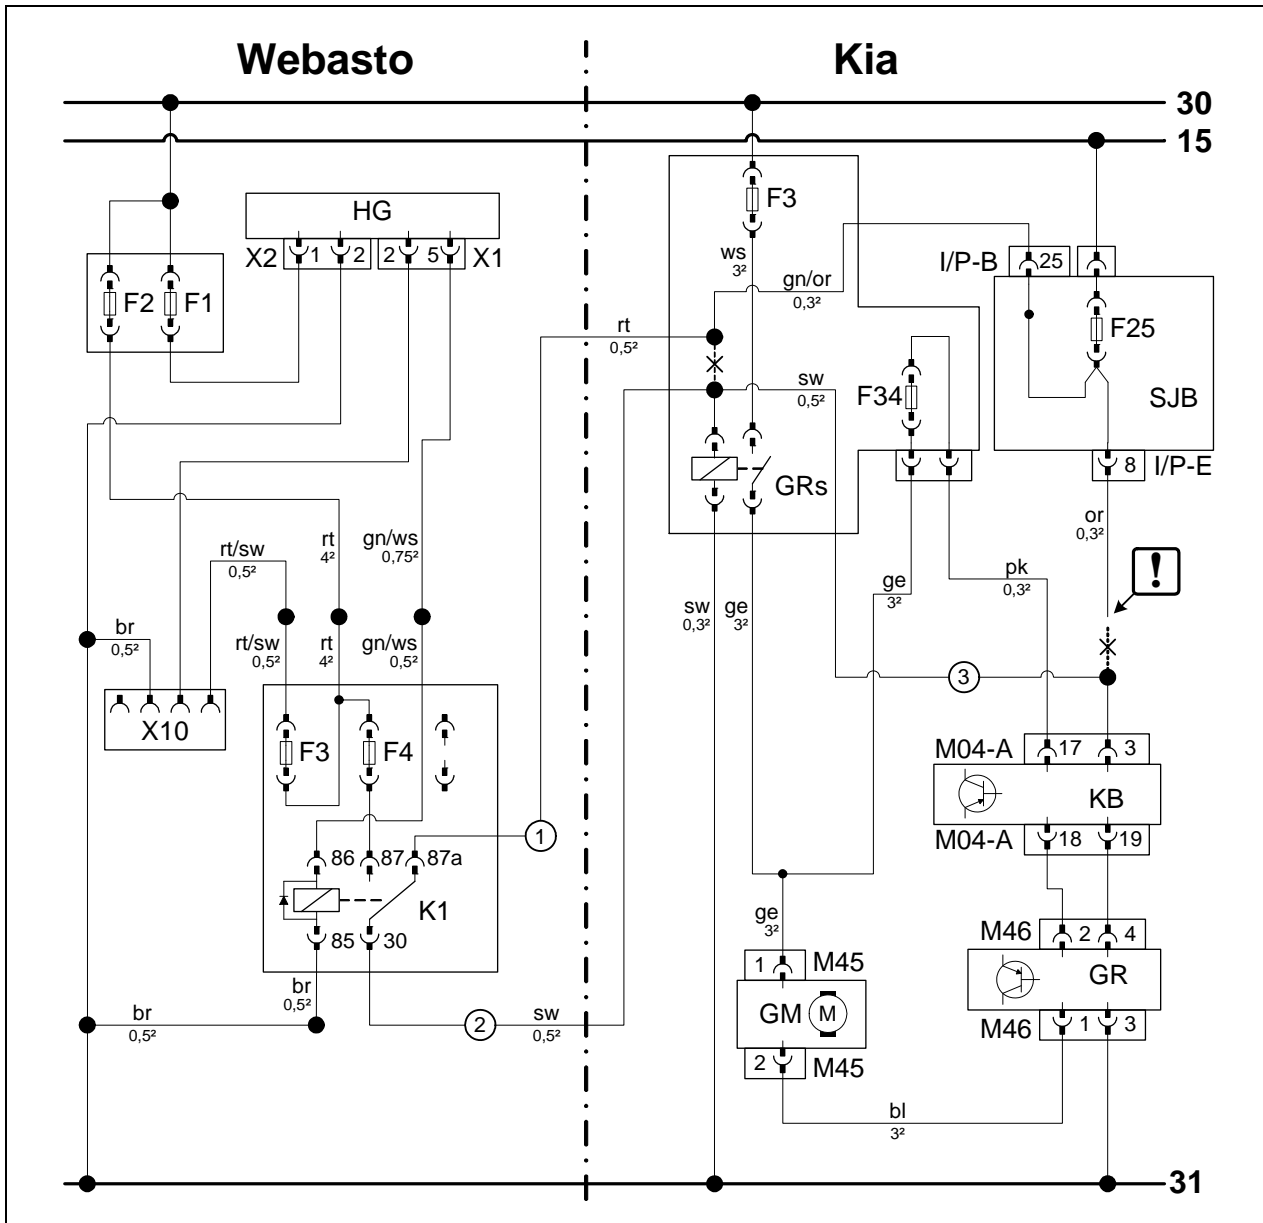 Webasto
Kia
30
15
HG
F3
F2 F1
X2 1 2 2 5 X1
I/P-B 25
ws
3²
gn/or
0,3²
F25
rt
0,5²
sw
0,5²
F34
SJB
GRs
8 I/P-E
or
0,3²
rt/sw
0,5²
rt
4²
gn/ws
0,75²
!
pk
0,3²
ge
3²
sw
0,3²
ge
3²
br
0,5²
rt/sw
0,5²
rt
4²
gn/ws
0,5²
3
X10
F3 F4
M04-A 17 3
KB
1
M04-A 18 19
86 87 87a
K1
85 30
ge
3²
M46 2 4
GR
1 M45
br
0,5²
GM M
M46 1 3
br
0,5²
2
sw
0,5²
2 M45
bl
3²
31